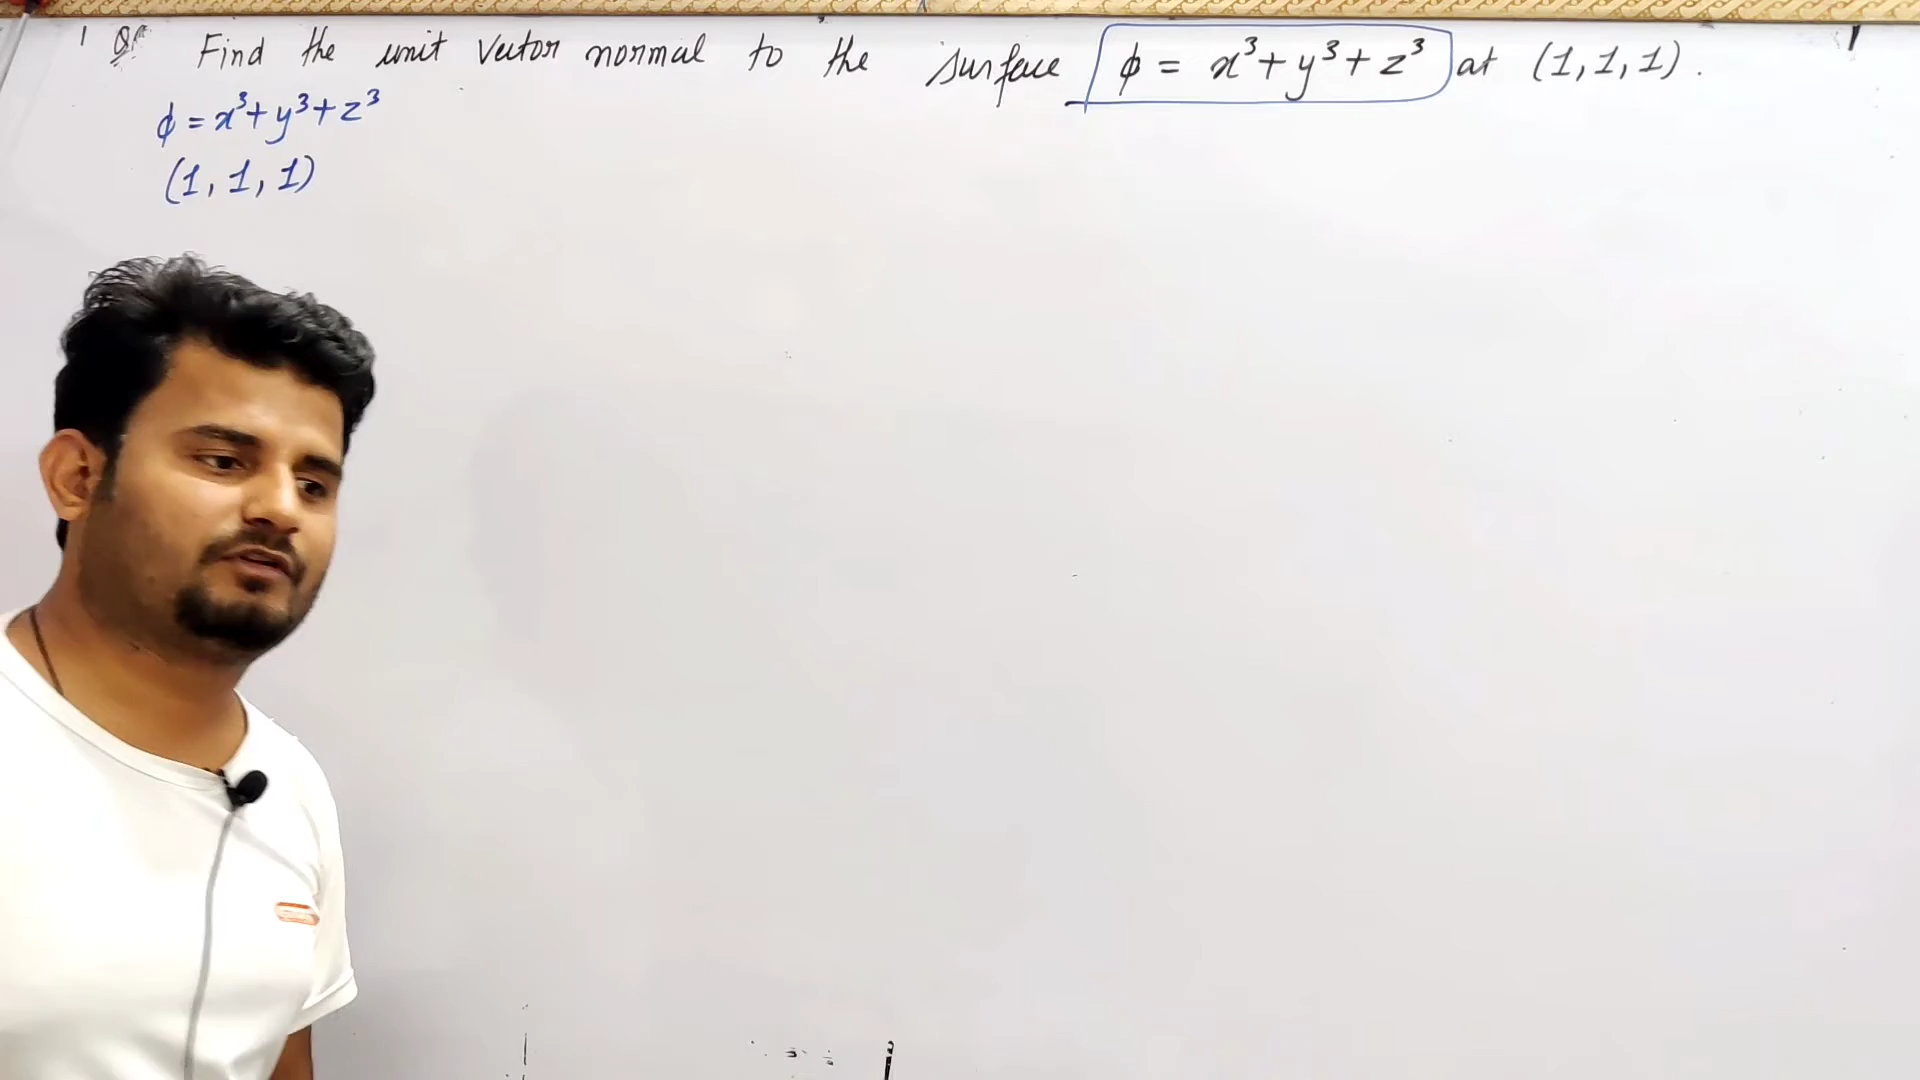 Q. Find the unit vector normal to the surface ϕ = x³+y³+z³ at (1,1,1).
ϕ = x³+y³+z³
(1, 1, 1)